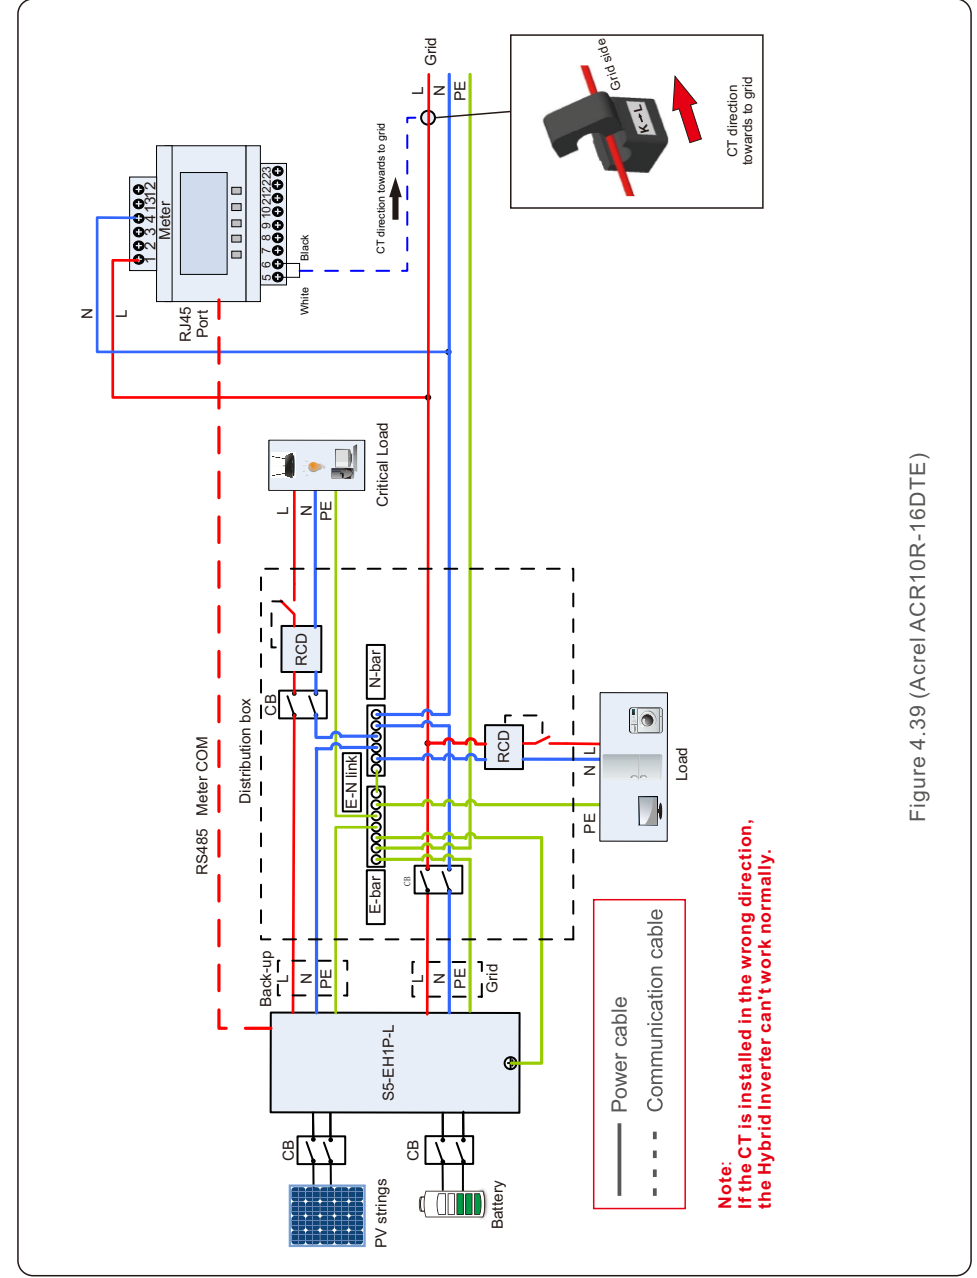 Grid
L
N
PE
Grid side
K→L
CT direction
towards to grid
CT direction towards to grid
1 2 3 4 13 12
Meter
5 6 7 8 9 10 21 22 23
Black
White
N
L
RJ45
Port
Critical Load
L
N
PE
RS485 Meter COM
Distribution box
RCD
CB
N-bar
E-N link
E-bar
CB
RCD
N L
PE
Load
Back-up
L
N
PE
L
N
PE
Grid
S5-EH1P-L
CB
CB
PV strings
Battery
Power cable
Communication cable
Note:
If the CT is installed in the wrong direction,
the Hybrid Inverter can't work normally.
Figure 4.39 (Acrel ACR10R-16DTE)